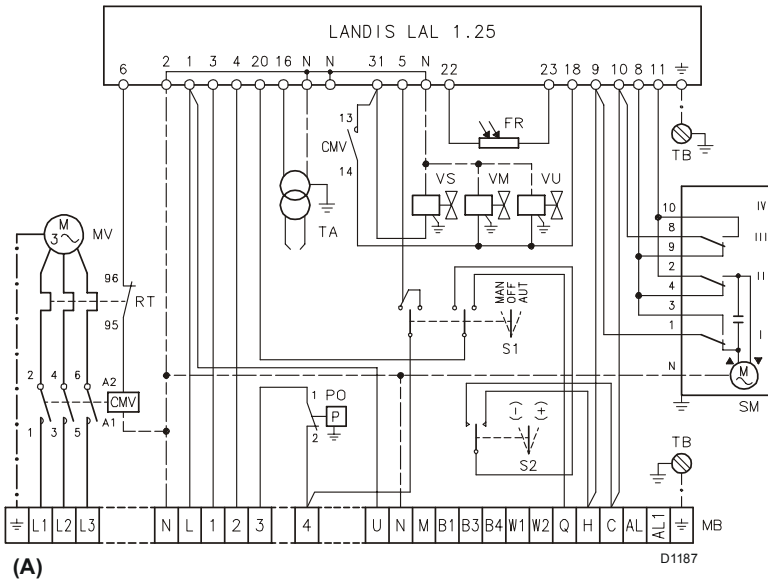 LANDIS LAL 1.25
6 2 1 3 4 20 16 N N 31 5 N 22 23 18 9 10 8 11
13
CMV
14
FR
TB
TA
VS VM VU
M
3~
MV
96
RT
95
MAN
OFF
AUT
S1
10
8
9
2
4
3
1
N
IV
III
II
I
M
SM
2 4 6 A2
CMV
1 3 5 A1
1 PO
P
2
(-) (+)
S2
TB
L1 L2 L3 N L 1 2 3 4 U N M B1 B3 B4 W1 W2 Q H C AL AL1 MB
(A)
D1187